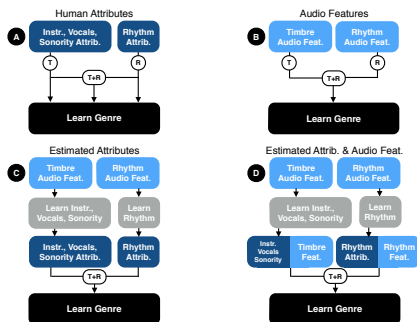 Human Attributes
A
Instr., Vocals,
Sonority Attrib.
Rhythm
Attrib.
T
R
T+R
Learn Genre
Audio Features
B
Timbre
Audio Feat.
Rhythm
Audio Feat.
T
R
T+R
Learn Genre
Estimated Attributes
C
Timbre
Audio Feat.
Rhythm
Audio Feat.
Learn Instr.,
Vocals, Sonority
Learn
Rhythm
Instr., Vocals,
Sonority Attrib.
Rhythm
Attrib.
T+R
Learn Genre
Estimated Attrib. & Audio Feat.
D
Timbre
Audio Feat.
Rhythm
Audio Feat.
Learn Instr.,
Vocals, Sonority
Learn
Rhythm
Instr.
Vocals
Sonority
Timbre
Feat.
Rhythm
Attrib.
Rhythm
Feat.
T+R
Learn Genre